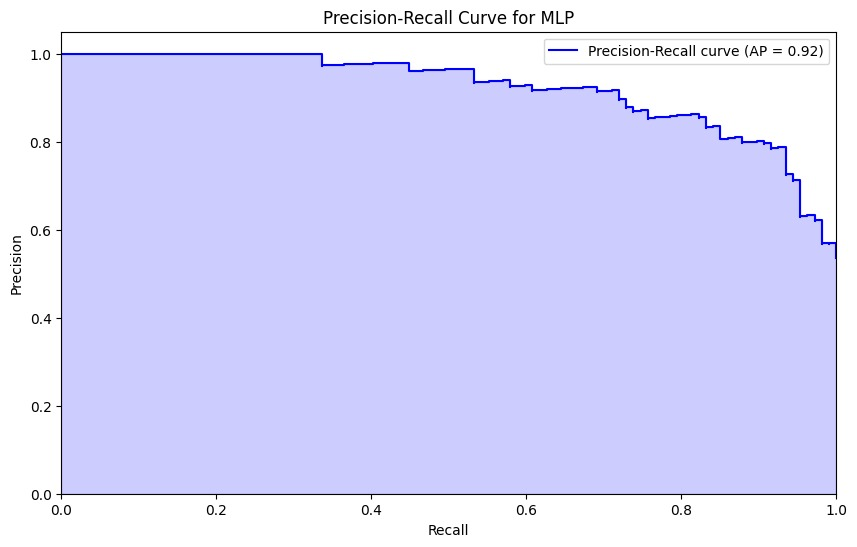 Precision-Recall Curve for MLP
Precision-Recall curve (AP = 0.92)
Precision
1.0
0.8
0.6
0.4
0.2
0.0
0.0 0.2 0.4 0.6 0.8 1.0
Recall